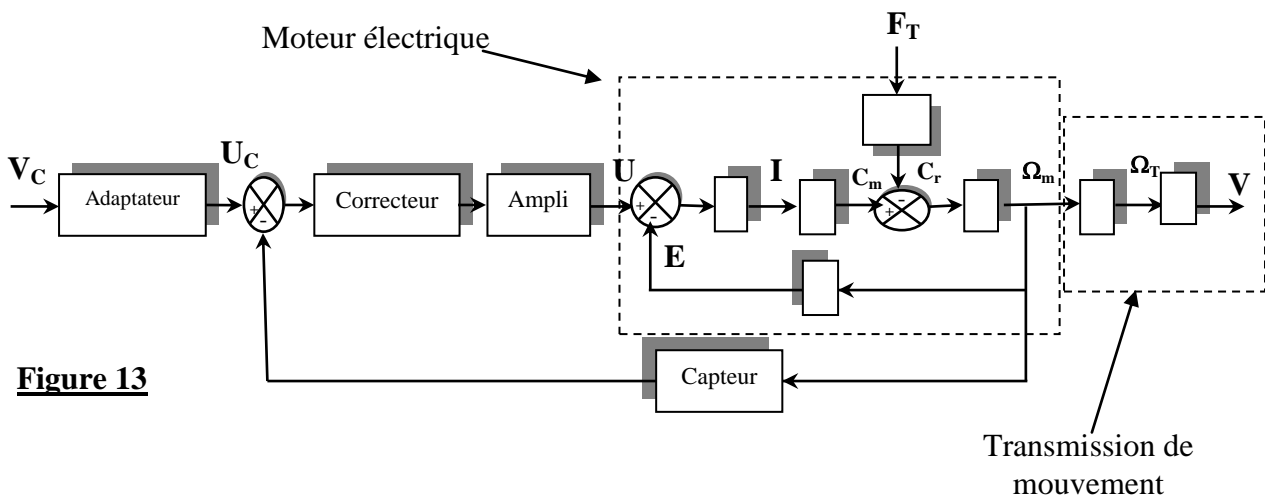 Moteur électrique
F_T
V_C
Adaptateur
U_C
+
-
Correcteur
Ampli
U
+
-
I
C_m
C_r
-
+
Ω_m
Ω_T
V
E
Capteur
Figure 13
Transmission de
mouvement